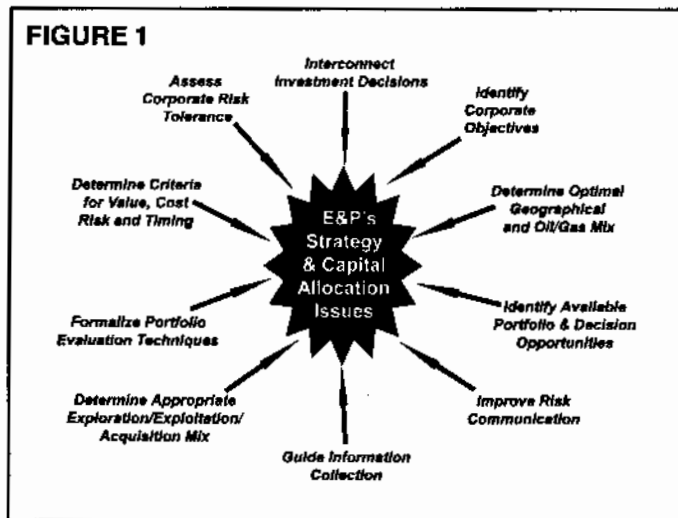 FIGURE 1
Interconnect
Investment Decisions
Identify
Corporate
Objectives
Determine Optimal
Geographical
and Oil/Gas Mix
Identify Available
Portfolio & Decision
Opportunities
Improve Risk
Communication
Guide Information
Collection
Determine Appropriate
Exploration/Exploitation/
Acquisition Mix
Formalize Portfolio
Evaluation Techniques
Determine Criteria
for Value, Cost
Risk and Timing
Assess
Corporate Risk
Tolerance
E&P's
Strategy
& Capital
Allocation
Issues